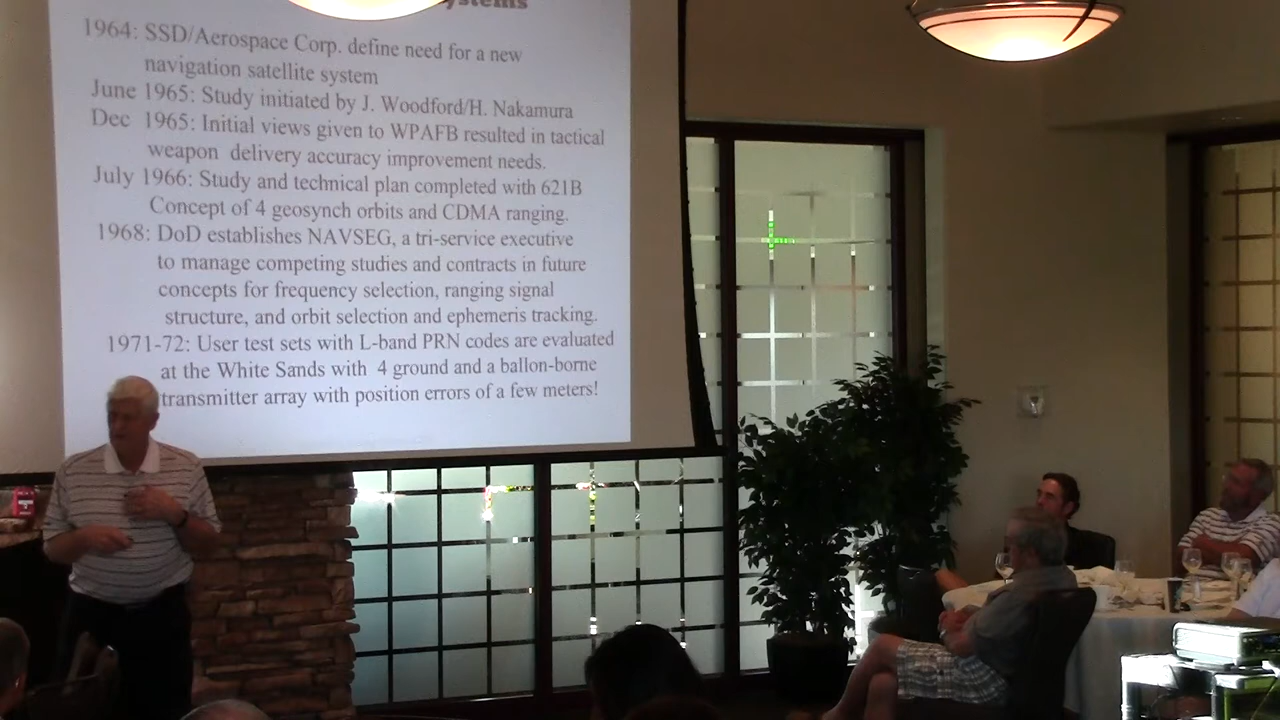 ystems
1964: SSD/Aerospace Corp. define need for a new
navigation satellite system
June 1965: Study initiated by J. Woodford/H. Nakamura
Dec 1965: Initial views given to WPAFB resulted in tactical
weapon delivery accuracy improvement needs.
July 1966: Study and technical plan completed with 621B
Concept of 4 geosynch orbits and CDMA ranging.
1968: DoD establishes NAVSEG, a tri-service executive
to manage competing studies and contracts in future
concepts for frequency selection, ranging signal
structure, and orbit selection and ephemeris tracking.
1971-72: User test sets with L-band PRN codes are evaluated
at the White Sands with 4 ground and a ballon-borne
transmitter array with position errors of a few meters!